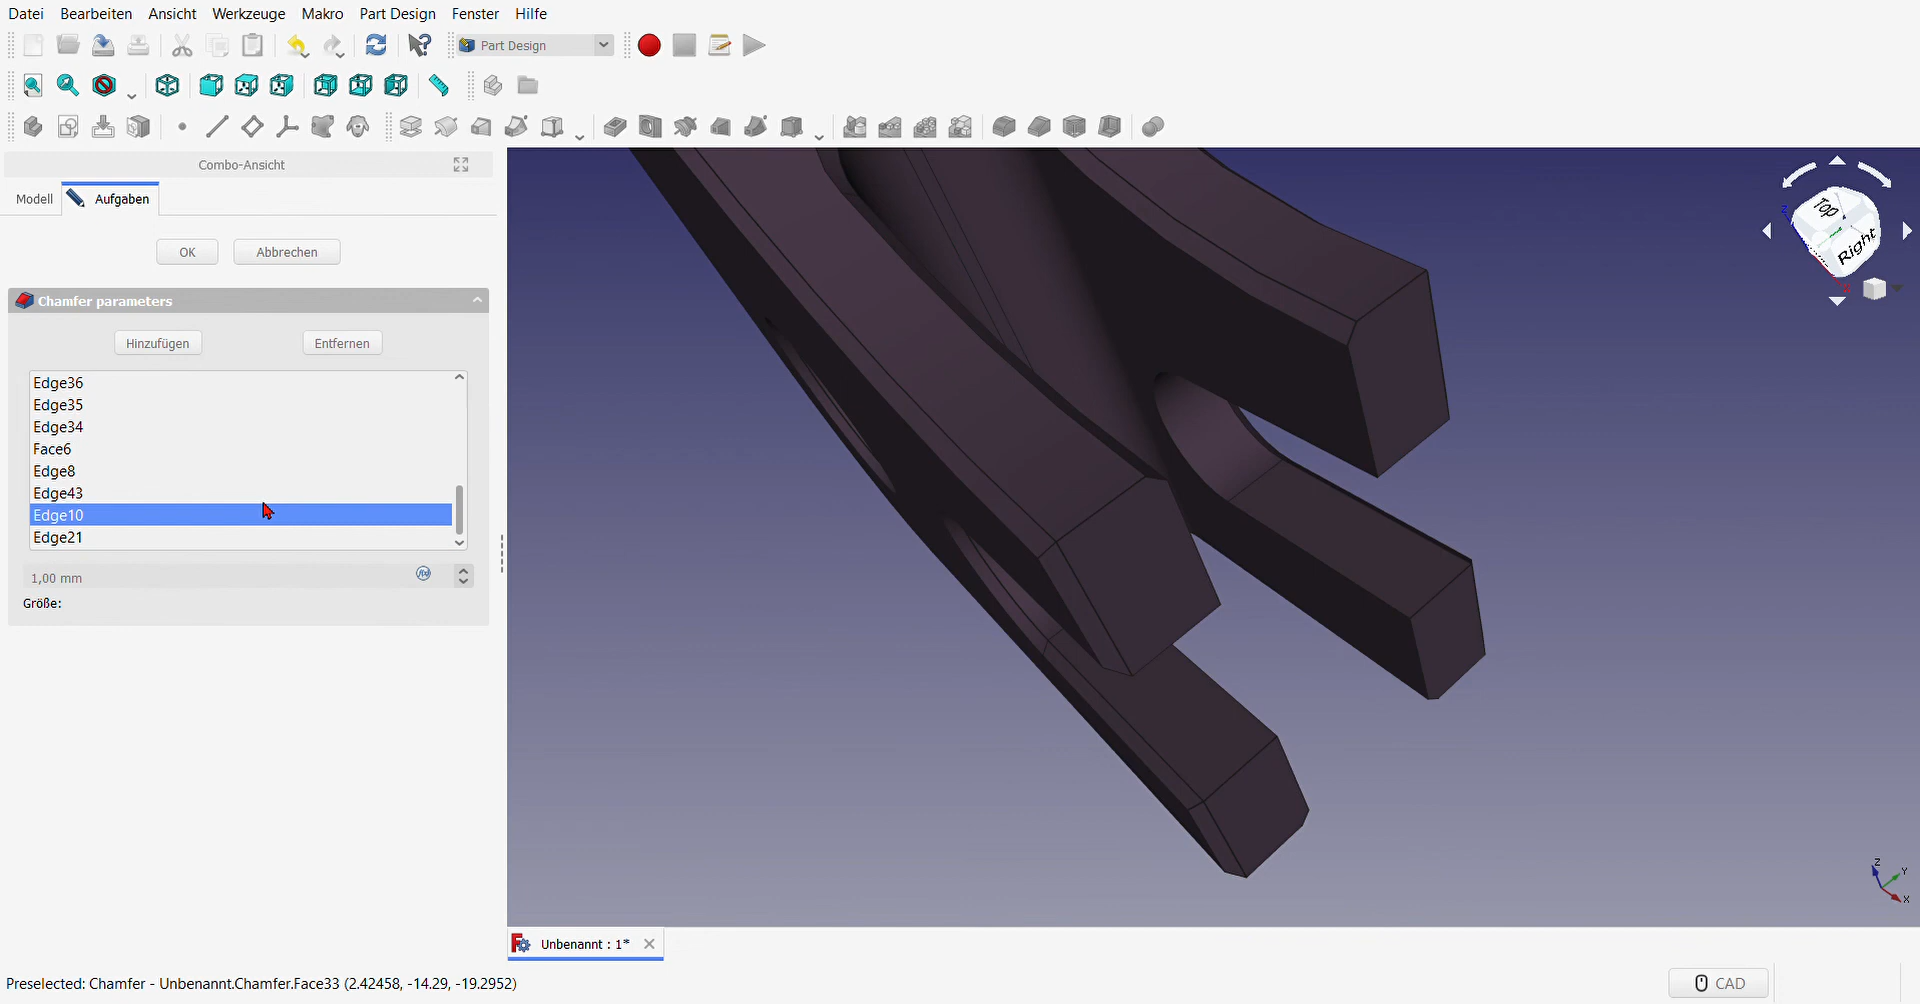 Datei Bearbeiten Ansicht Werkzeuge Makro Part Design Fenster Hilfe
Part Design
Combo-Ansicht
Modell Aufgaben
OK Abbrechen
Chamfer parameters
Hinzufügen Entfernen
Edge36
Edge35
Edge34
Face6
Edge8
Edge43
Edge10
Edge21
1,00 mm
Größe:
Top
Right
Z
X
Z
Y
X
Unbenannt : 1*
Preselected: Chamfer - Unbenannt.Chamfer.Face33 (2.42458, -14.29, -19.2952)
CAD